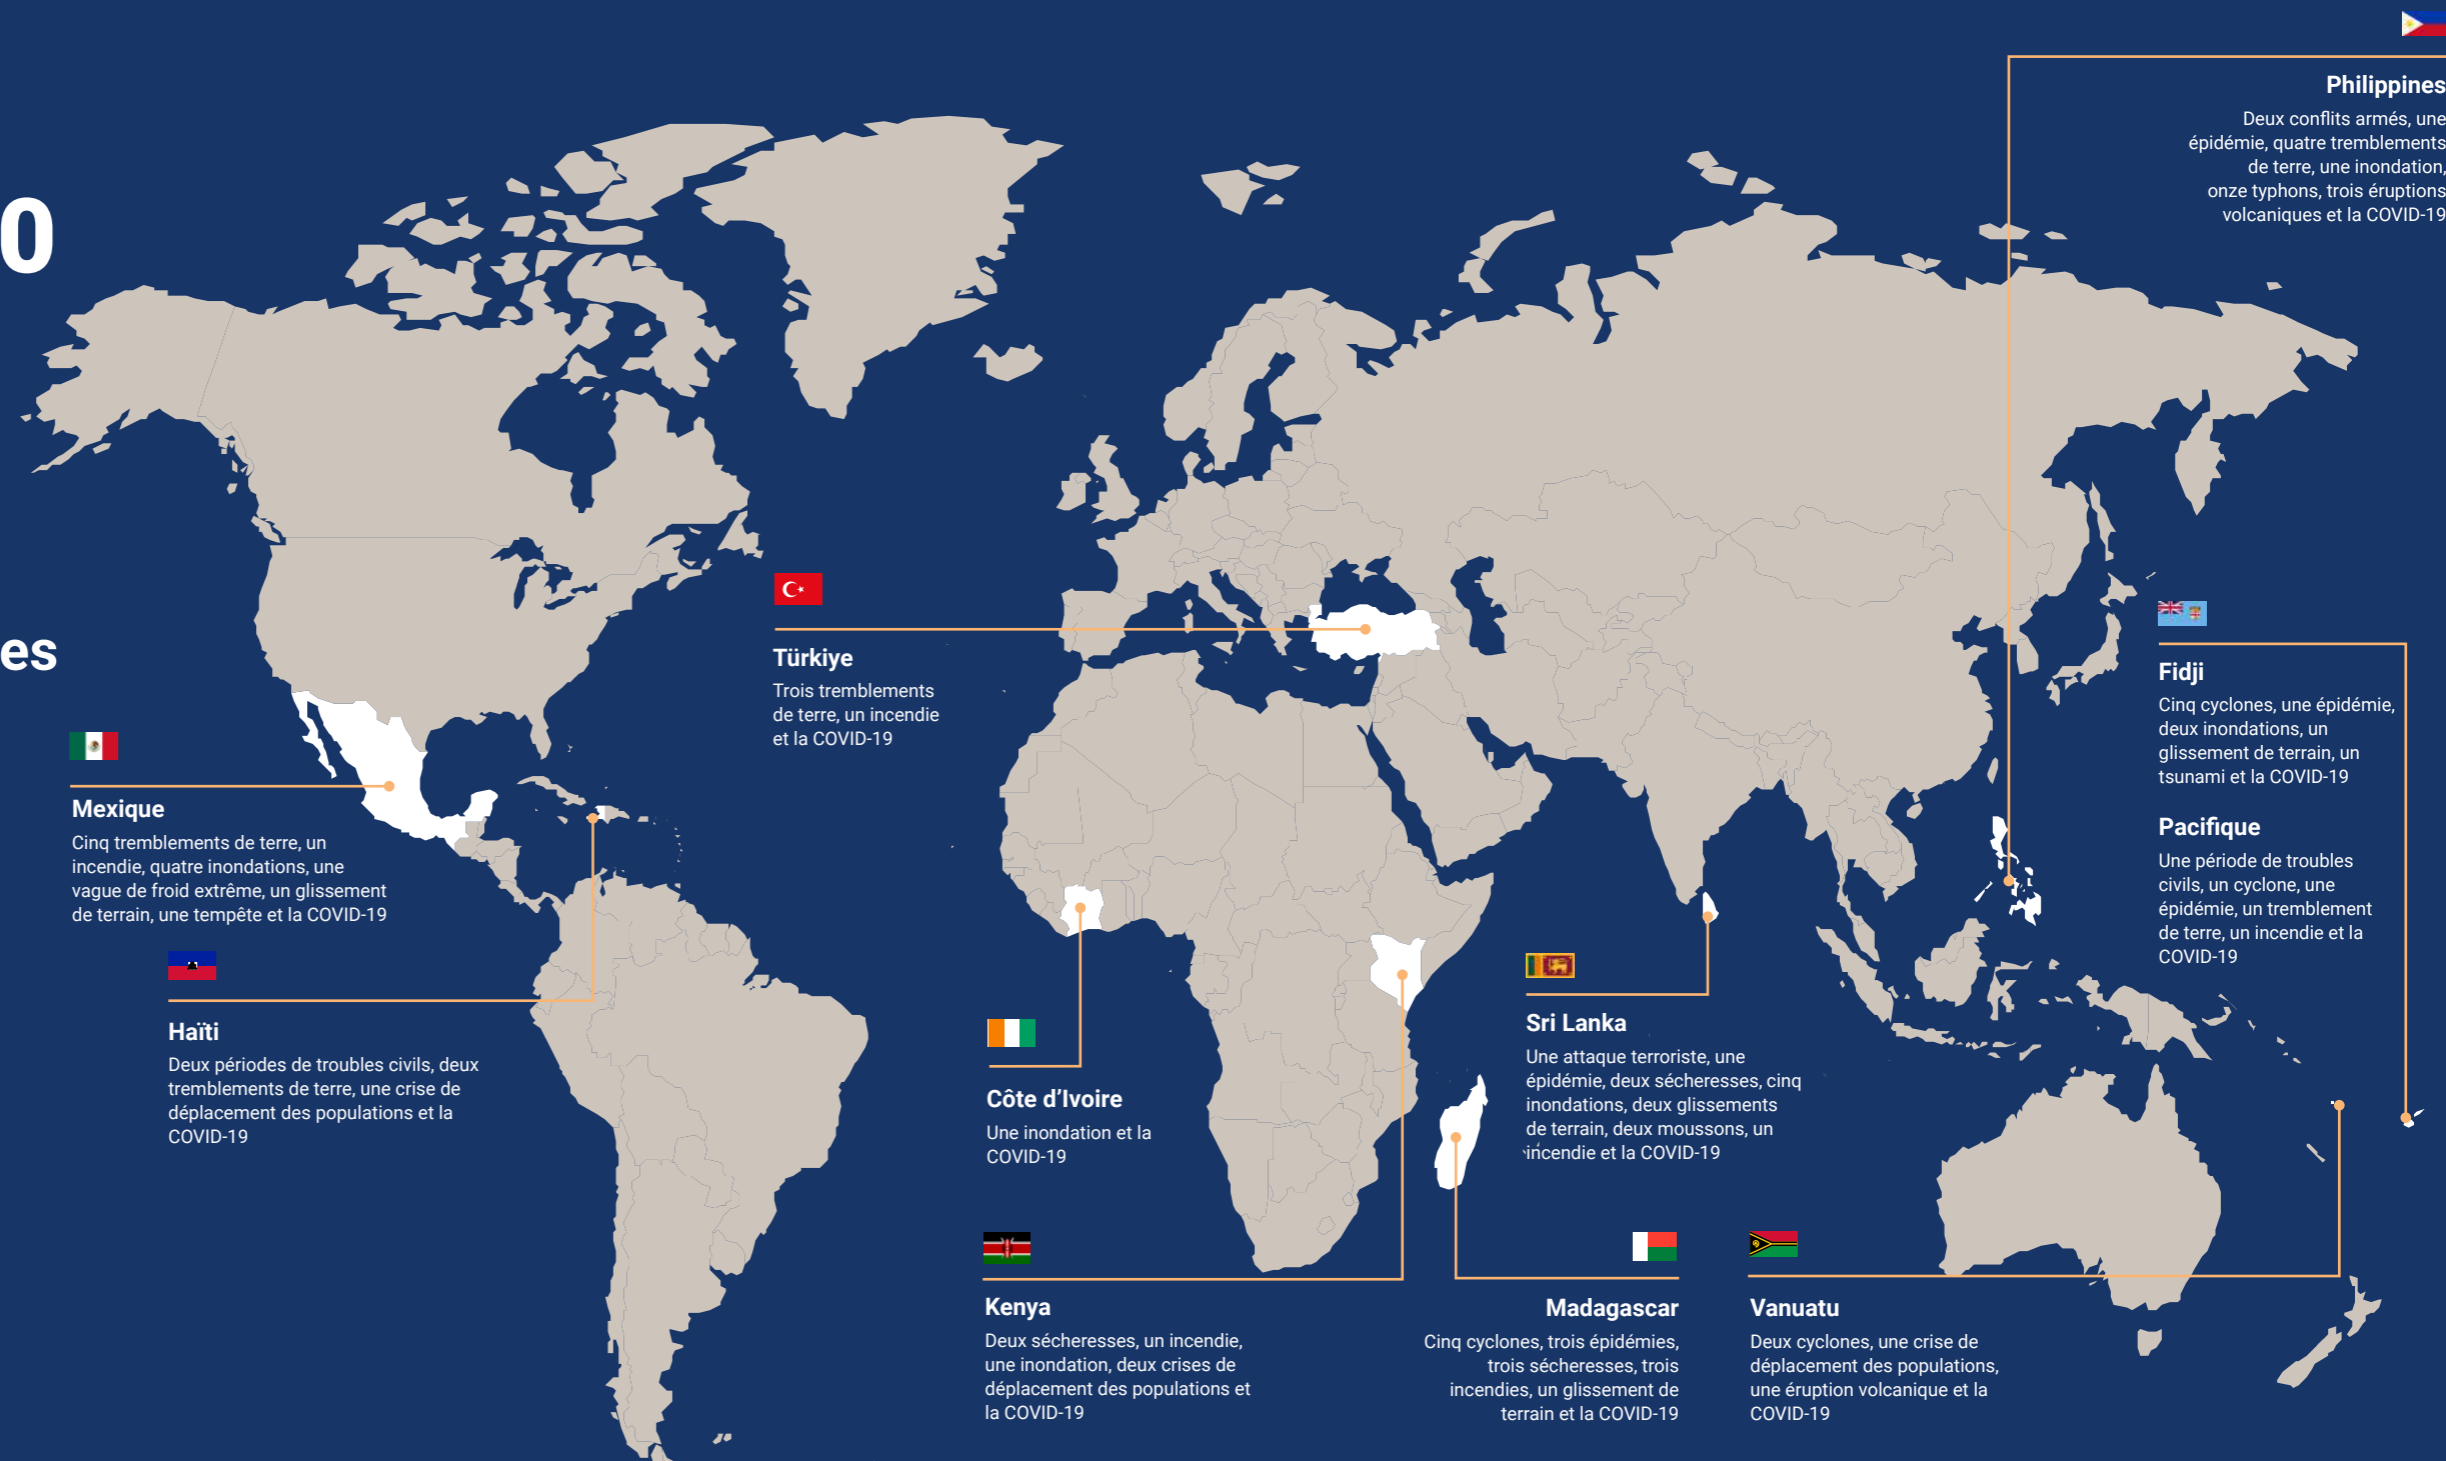 0
es
Philippines
Deux conflits armés, une
épidémie, quatre tremblements
de terre, une inondation,
onze typhons, trois éruptions
volcaniques et la COVID-19
Türkiye
Trois tremblements
de terre, un incendie
et la COVID-19
Fidji
Cinq cyclones, une épidémie,
deux inondations, un
glissement de terrain, un
tsunami et la COVID-19
Pacifique
Une période de troubles
civils, un cyclone, une
épidémie, un tremblement
de terre, un incendie et la
COVID-19
Mexique
Cinq tremblements de terre, un
incendie, quatre inondations, une
vague de froid extrême, un glissement
de terrain, une tempête et la COVID-19
Haïti
Deux périodes de troubles civils, deux
tremblements de terre, une crise de
déplacement des populations et la
COVID-19
Côte d’Ivoire
Une inondation et la
COVID-19
Sri Lanka
Une attaque terroriste, une
épidémie, deux sécheresses, cinq
inondations, deux glissements
de terrain, deux moussons, un
incendie et la COVID-19
Kenya
Deux sécheresses, un incendie,
une inondation, deux crises de
déplacement des populations et
la COVID-19
Madagascar
Cinq cyclones, trois épidémies,
trois sécheresses, trois
incendies, un glissement de
terrain et la COVID-19
Vanuatu
Deux cyclones, une crise de
déplacement des populations,
une éruption volcanique et la
COVID-19